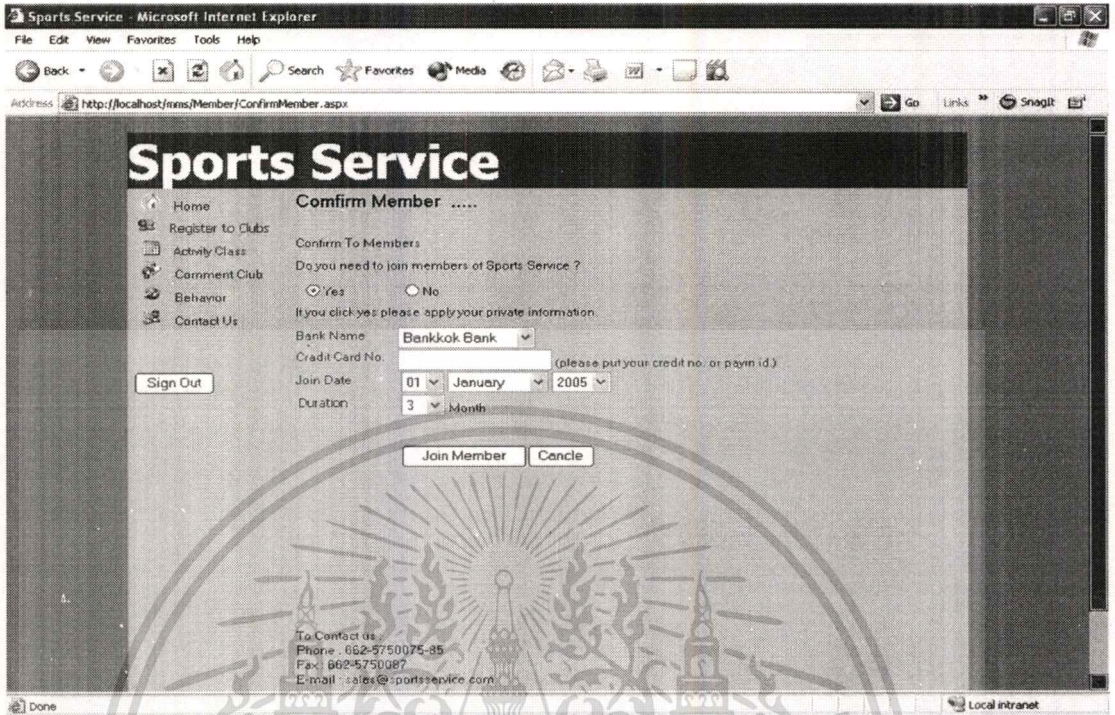 Sports Service - Microsoft Internet Explorer
File Edit View Favorites Tools Help
Back Search Favorites Media
Address http://localhost/mms/Member/ConfirmMember.aspx Go Links » SnagIt
Sports Service
Home
Register to Clubs
Activity Class
Comment Club
Behavior
Contact Us
Sign Out
Comfirm Member .....
Confirm To Members
Do you need to join members of Sports Service ?
Yes No
If you click yes please apply your private information.
Bank Name Bankkok Bank
Cradit Card No. (please put your credit no. or payin id.)
Join Date 01 January 2005
Duration 3 Month
Join Member Cancle
To Contact us :
Phone : 662-5750075-85
Fax : 662-5750087
E-mail : sales@sportsservice.com
Done Local intranet